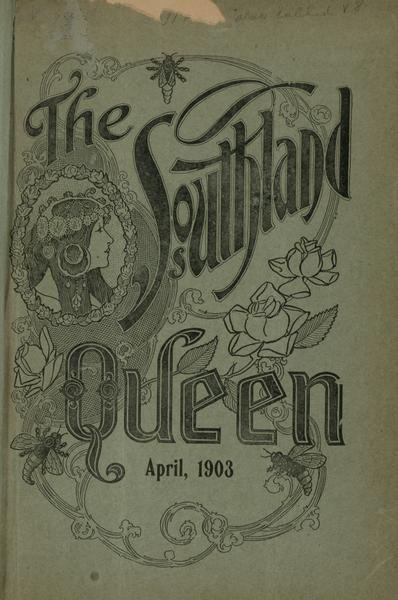 The
Southland
Queen
April, 1903